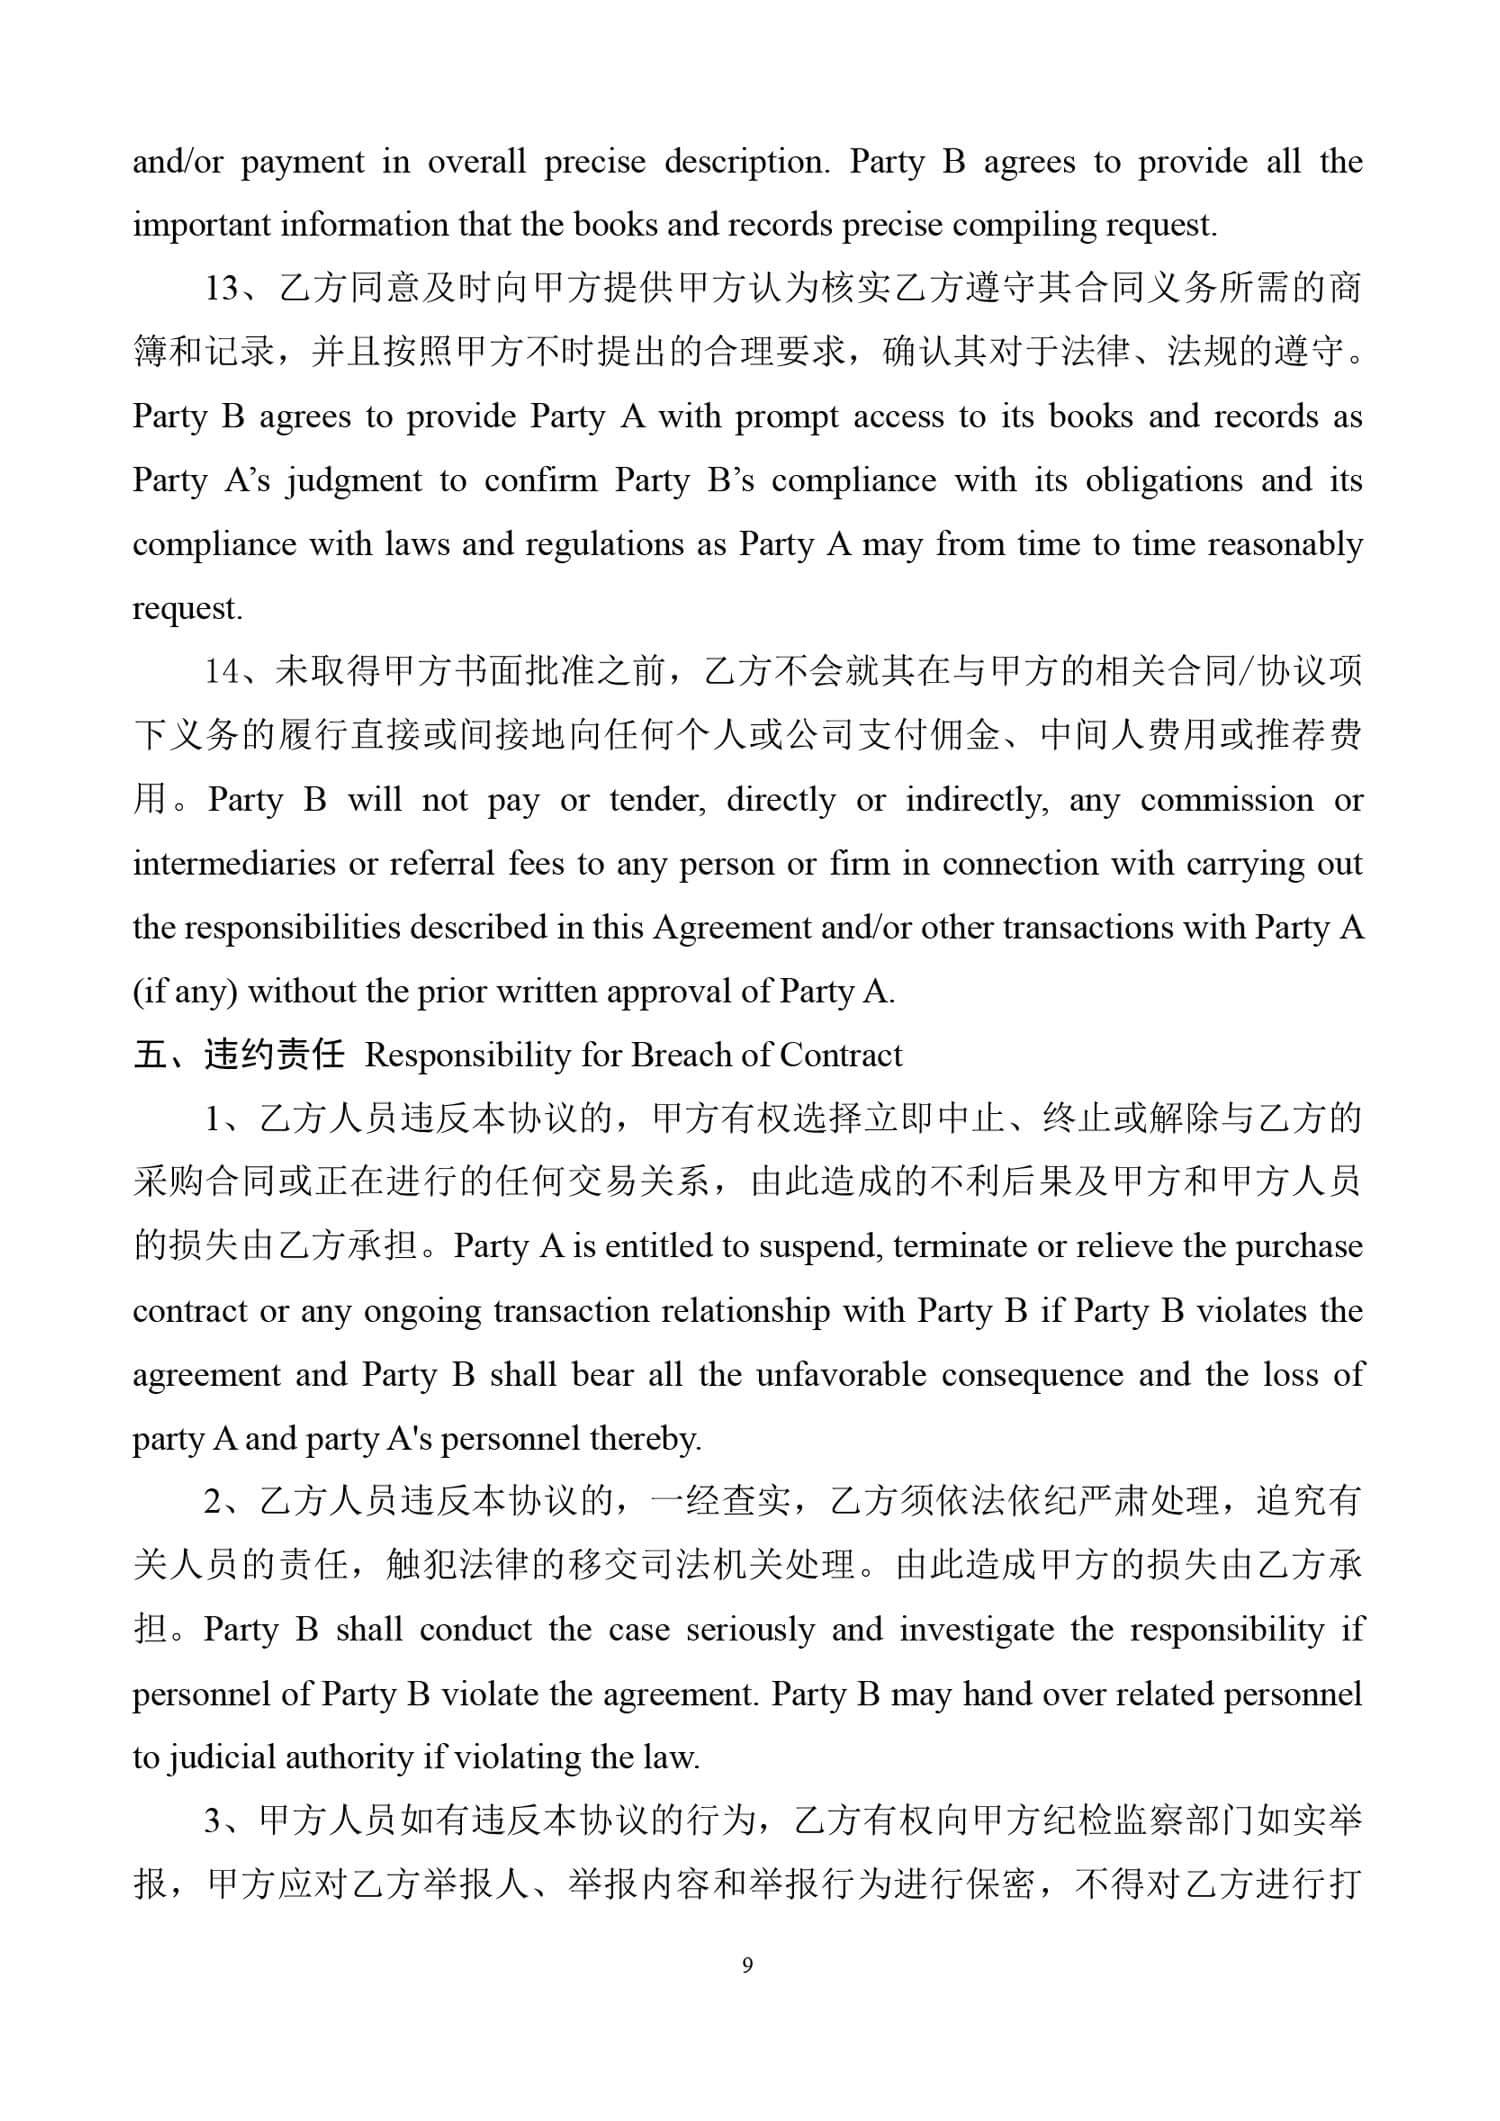 and/or payment in overall precise description. Party B agrees to provide all the
important information that the books and records precise compiling request.
13、乙方同意及时向甲方提供甲方认为核实乙方遵守其合同义务所需的商
簿和记录，并且按照甲方不时提出的合理要求，确认其对于法律、法规的遵守。
Party B agrees to provide Party A with prompt access to its books and records as
Party A’s judgment to confirm Party B’s compliance with its obligations and its
compliance with laws and regulations as Party A may from time to time reasonably
request.
14、未取得甲方书面批准之前，乙方不会就其在与甲方的相关合同/协议项
下义务的履行直接或间接地向任何个人或公司支付佣金、中间人费用或推荐费
用。Party B will not pay or tender, directly or indirectly, any commission or
intermediaries or referral fees to any person or firm in connection with carrying out
the responsibilities described in this Agreement and/or other transactions with Party A
(if any) without the prior written approval of Party A.
五、违约责任 Responsibility for Breach of Contract
1、乙方人员违反本协议的，甲方有权选择立即中止、终止或解除与乙方的
采购合同或正在进行的任何交易关系，由此造成的不利后果及甲方和甲方人员
的损失由乙方承担。Party A is entitled to suspend, terminate or relieve the purchase
contract or any ongoing transaction relationship with Party B if Party B violates the
agreement and Party B shall bear all the unfavorable consequence and the loss of
party A and party A's personnel thereby.
2、乙方人员违反本协议的，一经查实，乙方须依法依纪严肃处理，追究有
关人员的责任，触犯法律的移交司法机关处理。由此造成甲方的损失由乙方承
担。Party B shall conduct the case seriously and investigate the responsibility if
personnel of Party B violate the agreement. Party B may hand over related personnel
to judicial authority if violating the law.
3、甲方人员如有违反本协议的行为，乙方有权向甲方纪检监察部门如实举
报，甲方应对乙方举报人、举报内容和举报行为进行保密，不得对乙方进行打
9